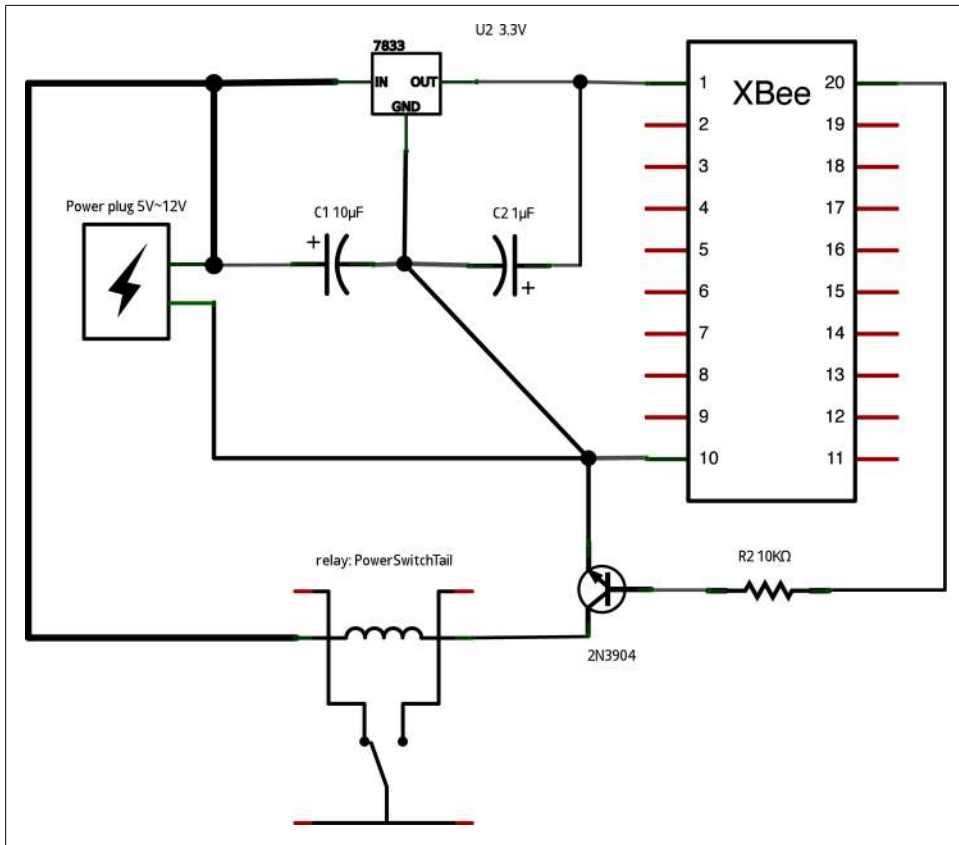 U2 3.3V
7833
IN OUT
GND
XBee
1 20
2 19
3 18
4 17
5 16
6 15
7 14
8 13
9 12
10 11
Power plug 5V~12V
C1 10µF
+
C2 1µF
+
relay: PowerSwitchTail
R2 10KΩ
2N3904